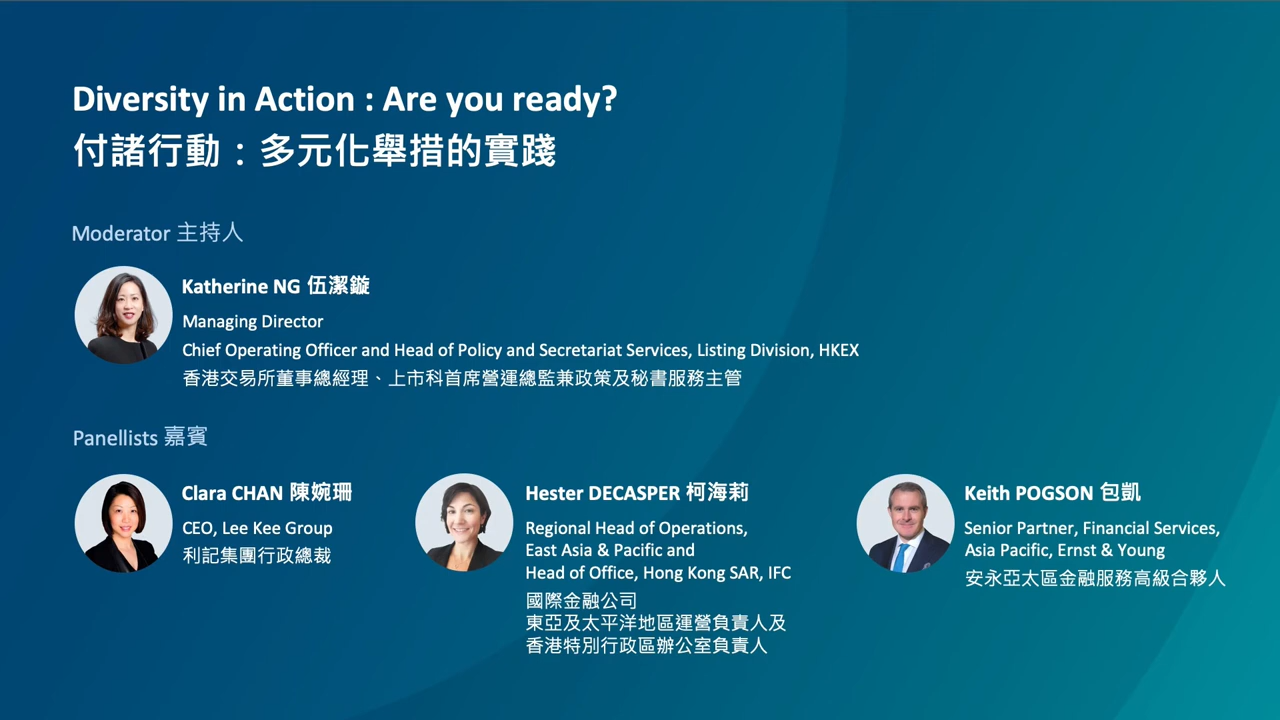 Diversity in Action : Are you ready?
付諸行動：多元化舉措的實踐
Moderator 主持人
Katherine NG 伍潔鏇
Managing Director
Chief Operating Officer and Head of Policy and Secretariat Services, Listing Division, HKEX
香港交易所董事總經理、上市科首席營運總監兼政策及秘書服務主管
Panellists 嘉賓
Clara CHAN 陳婉珊
CEO, Lee Kee Group
利記集團行政總裁
Hester DECASPER 柯海莉
Regional Head of Operations,
East Asia & Pacific and
Head of Office, Hong Kong SAR, IFC
國際金融公司
東亞及太平洋地區運營負責人及
香港特別行政區辦公室負責人
Keith POGSON 包凱
Senior Partner, Financial Services,
Asia Pacific, Ernst & Young
安永亞太區金融服務高級合夥人